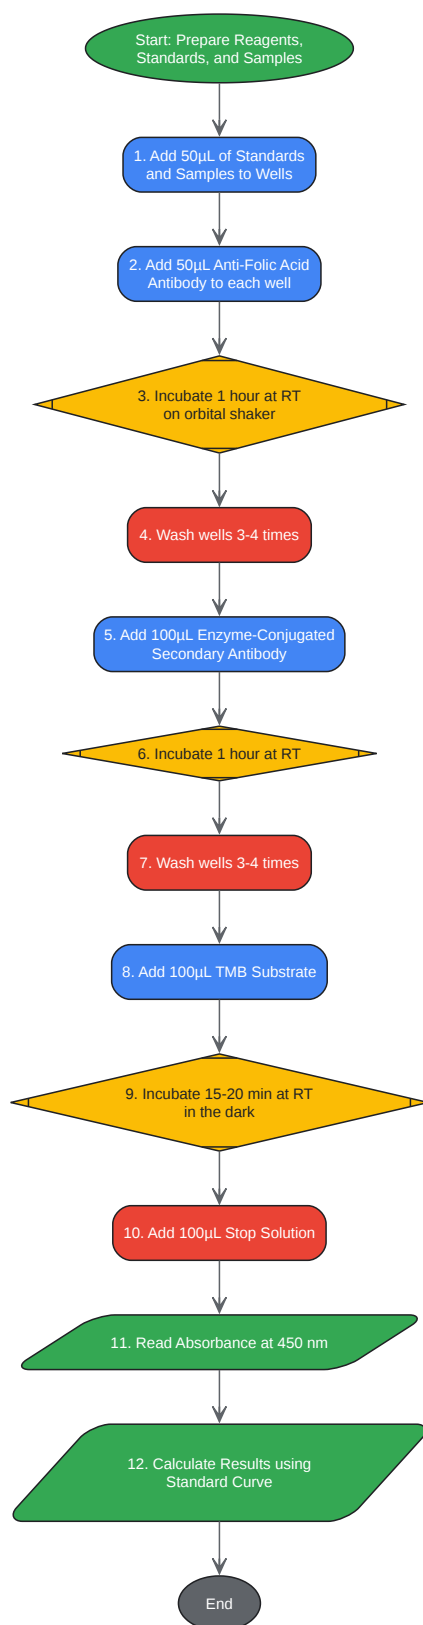 Start: Prepare Reagents,
Standards, and Samples
1. Add 50µL of Standards
and Samples to Wells
2. Add 50µL Anti-Folic Acid
Antibody to each well
3. Incubate 1 hour at RT
on orbital shaker
4. Wash wells 3-4 times
5. Add 100µL Enzyme-Conjugated
Secondary Antibody
6. Incubate 1 hour at RT
7. Wash wells 3-4 times
8. Add 100µL TMB Substrate
9. Incubate 15-20 min at RT
in the dark
10. Add 100µL Stop Solution
11. Read Absorbance at 450 nm
12. Calculate Results using
Standard Curve
End